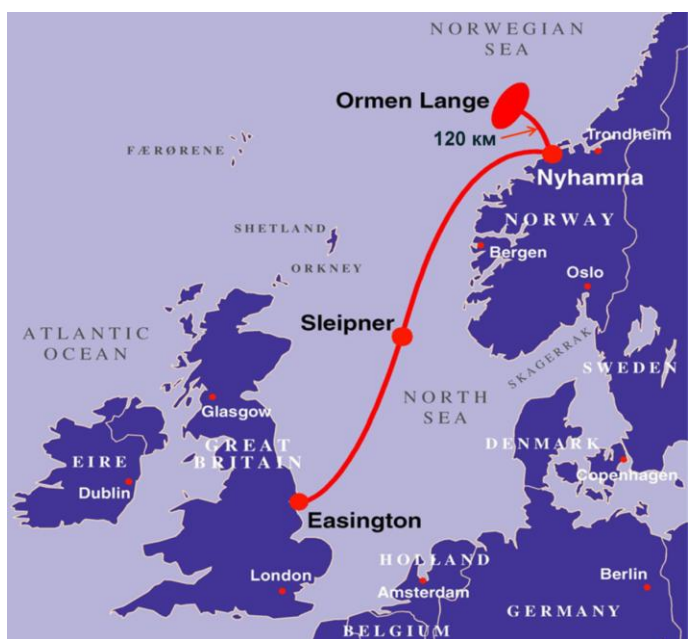 NORWEGIAN
SEA
Ormen Lange
120 км
Trondheim
FÆRØRENE
Nyhamna
NORWAY
SHETLAND
Bergen
ORKNEY
Oslo
ATLANTIC
OCEAN
Sleipner
SKAGERRAK
SWEDEN
NORTH
SEA
Glasgow
GREAT
BRITAIN
DENMARK
EIRE
Copenhagen
Dublin
Easington
HOLLAND
London
Amsterdam
Berlin
GERMANY
BELGIUM